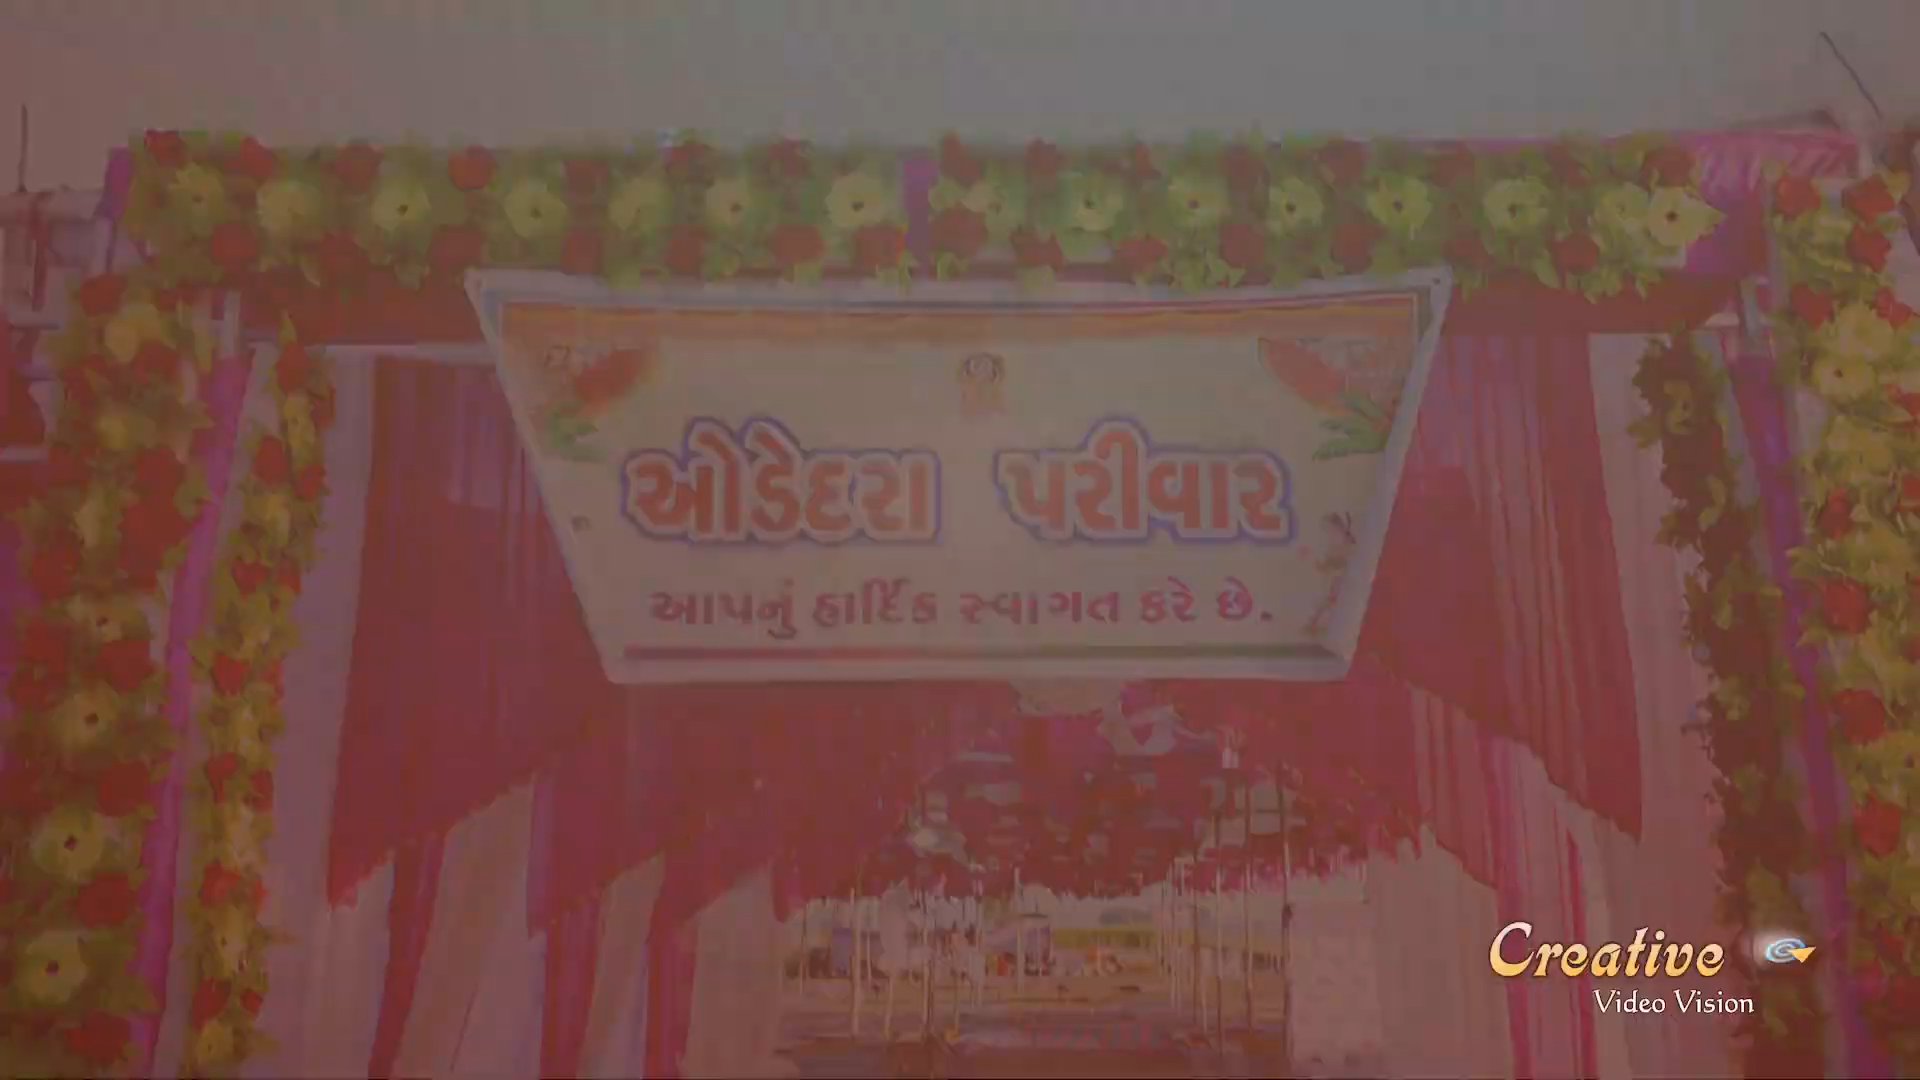 ઓડેદરા પરીવાર
આપનું હાર્દિક સ્વાગત કરે છે.
Creative
Video Vision